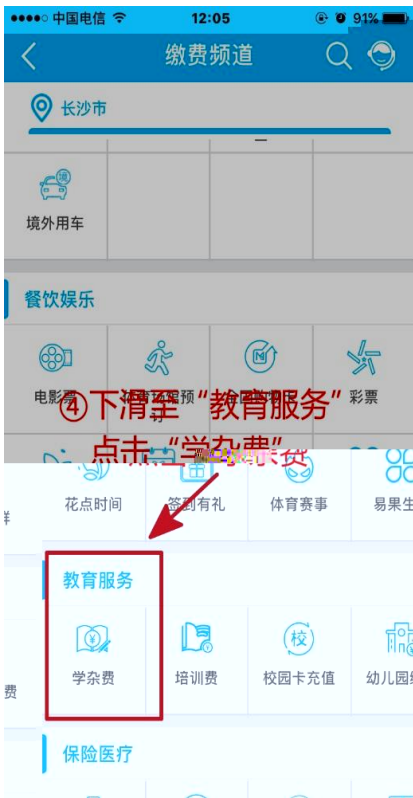 中国电信 12:05 91%
缴费频道
长沙市
境外用车
餐饮娱乐
电影票 彩票
④下滑至“教育服务”
点击“学杂费”
花点时间 签到有礼 体育赛事 易果生
教育服务
学杂费 培训费 校园卡充值 幼儿园
费
保险医疗